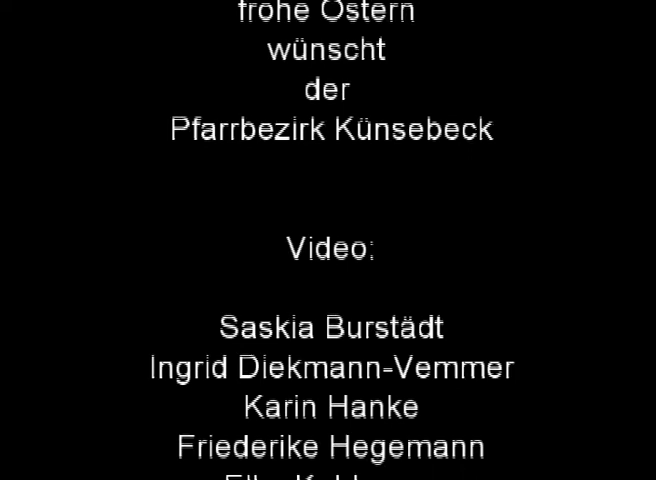 frohe Ostern
wünscht
der
Pfarrbezirk Künsebeck
Video:
Saskia Burstädt
Ingrid Diekmann-Vemmer
Karin Hanke
Friederike Hegemann